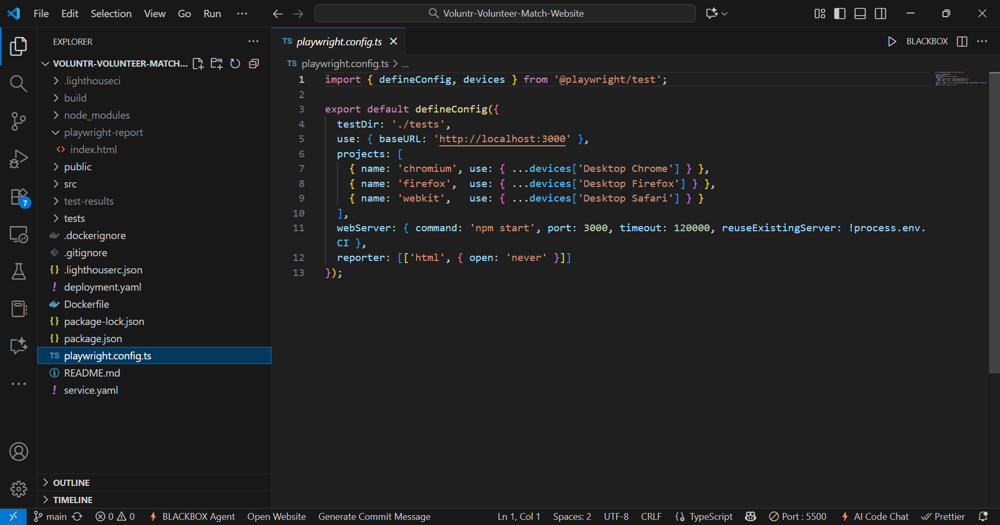 File Edit Selection View Go Run ··· Voluntr-Volunteer-Match-Website
EXPLORER
VOLUNTR-VOLUNTEER-MATCH...
.lighthouseci
build
node_modules
playwright-report
<> index.html
public
src
test-results
tests
.dockerignore
.gitignore
{} .lighthouserc.json
! deployment.yaml
Dockerfile
{} package-lock.json
{} package.json
TS playwright.config.ts
README.md
! service.yaml
OUTLINE
TIMELINE
7
TS playwright.config.ts
BLACKBOX
TS playwright.config.ts > ...
1 import { defineConfig, devices } from '@playwright/test';
2
3 export default defineConfig({
4 testDir: './tests',
5 use: { baseURL: 'http://localhost:3000' },
6 projects: [
7 { name: 'chromium', use: { ...devices['Desktop Chrome'] } },
8 { name: 'firefox',  use: { ...devices['Desktop Firefox'] } },
9 { name: 'webkit',   use: { ...devices['Desktop Safari'] } }
10 ],
11 webServer: { command: 'npm start', port: 3000, timeout: 120000, reuseExistingServer: !process.env.
CI },
12 reporter: [['html', { open: 'never' }]]
13 });
main 0 0 BLACKBOX Agent Open Website Generate Commit Message Ln 1, Col 1 Spaces: 2 UTF-8 CRLF {} TypeScript Port : 5500 AI Code Chat Prettier